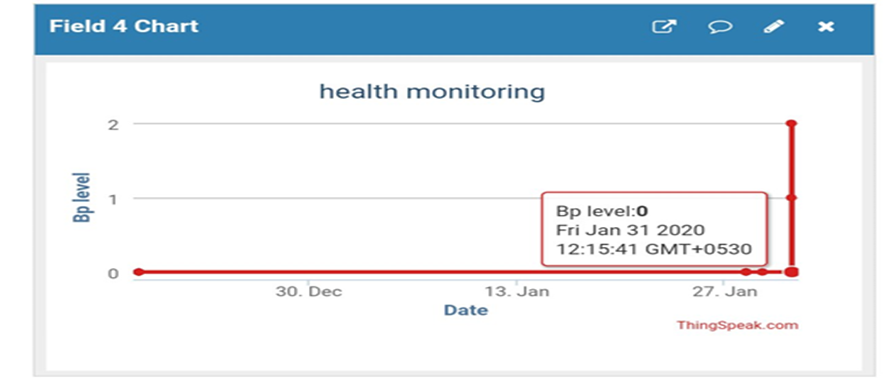 Field 4 Chart
health monitoring
2
1
0
Bp level
Bp level:0
Fri Jan 31 2020
12:15:41 GMT+0530
30. Dec
13. Jan
27. Jan
Date
ThingSpeak.com